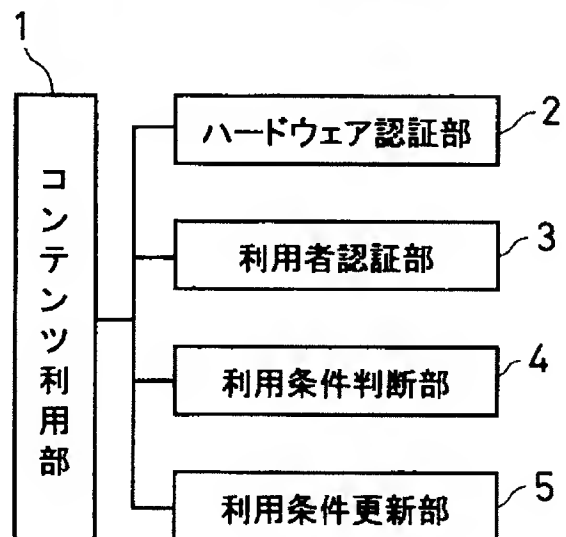 1
コンテンツ利用部
ハードウェア認証部
2
利用者認証部
3
利用条件判断部
4
利用条件更新部
5